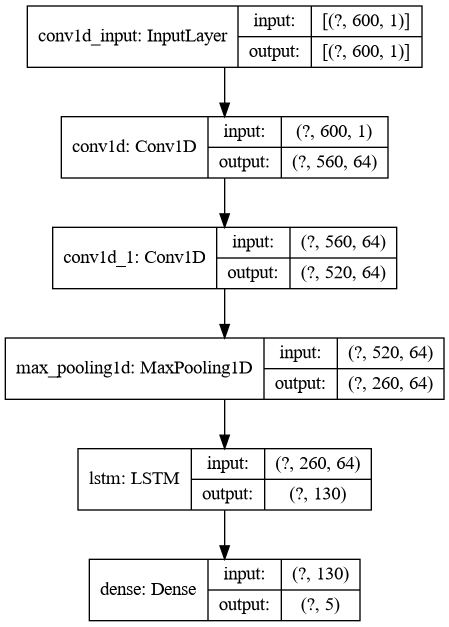 conv1d_input: InputLayer
input:
[(?, 600, 1)]
output:
[(?, 600, 1)]
conv1d: Conv1D
input:
(?, 600, 1)
output:
(?, 560, 64)
conv1d_1: Conv1D
input:
(?, 560, 64)
output:
(?, 520, 64)
max_pooling1d: MaxPooling1D
input:
(?, 520, 64)
output:
(?, 260, 64)
lstm: LSTM
input:
(?, 260, 64)
output:
(?, 130)
dense: Dense
input:
(?, 130)
output:
(?, 5)